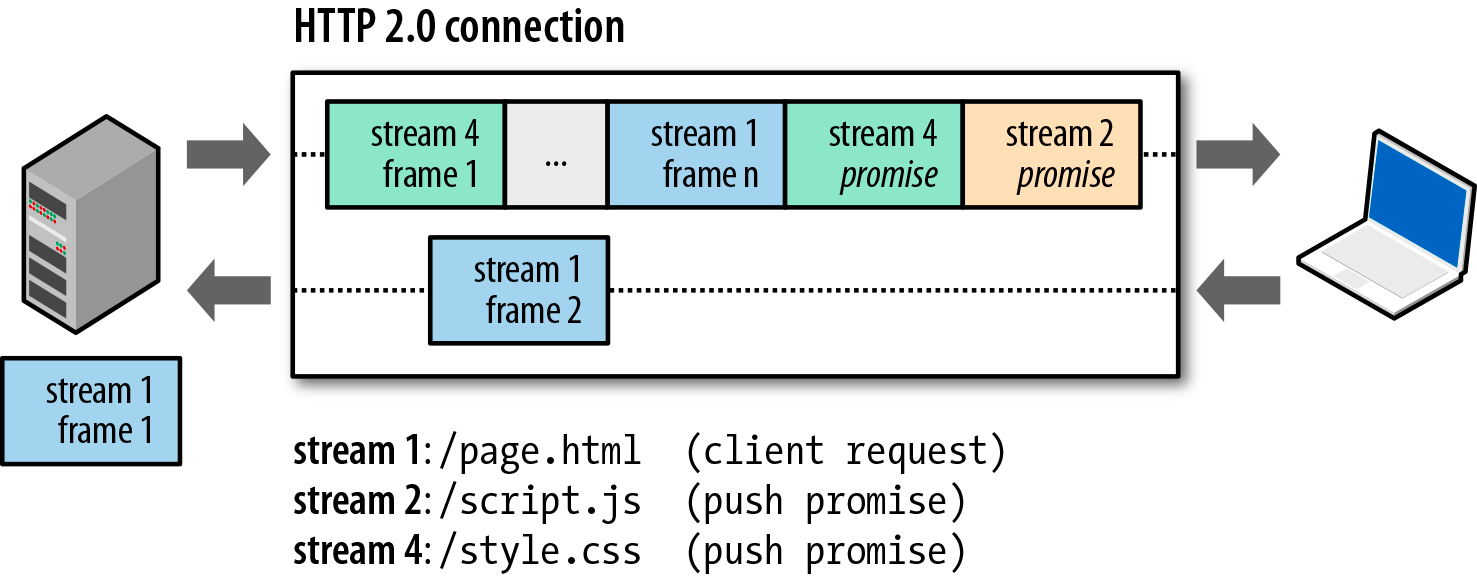 HTTP 2.0 connection
stream 4
frame 1
...
stream 1
frame n
stream 4
promise
stream 2
promise
stream 1
frame 2
stream 1
frame 1
stream 1: /page.html (client request)
stream 2: /script.js (push promise)
stream 4: /style.css (push promise)